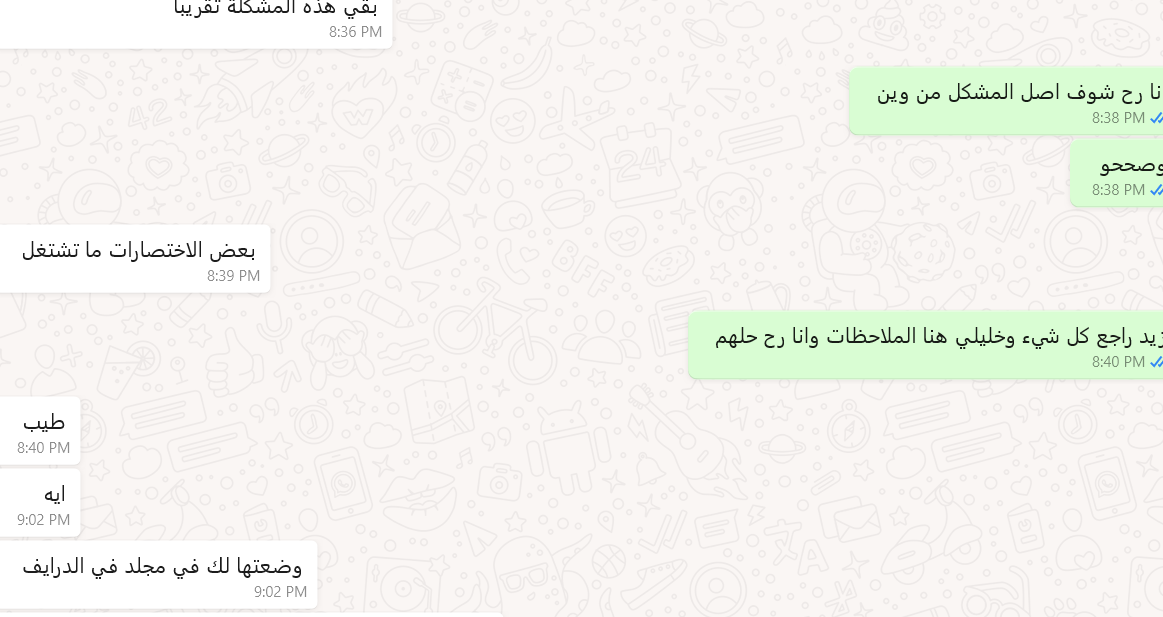 بقي هذه المشكلة تقريبا
8:36 PM
نا رح شوف اصل المشكل من وين
8:38 PM
وصححو
8:38 PM
بعض الاختصارات ما تشتغل
8:39 PM
زيد راجع كل شيء وخليلي هنا الملاحظات وانا رح حلهم
8:40 PM
طيب
8:40 PM
ايه
9:02 PM
وضعتها لك في مجلد في الدرايف
9:02 PM